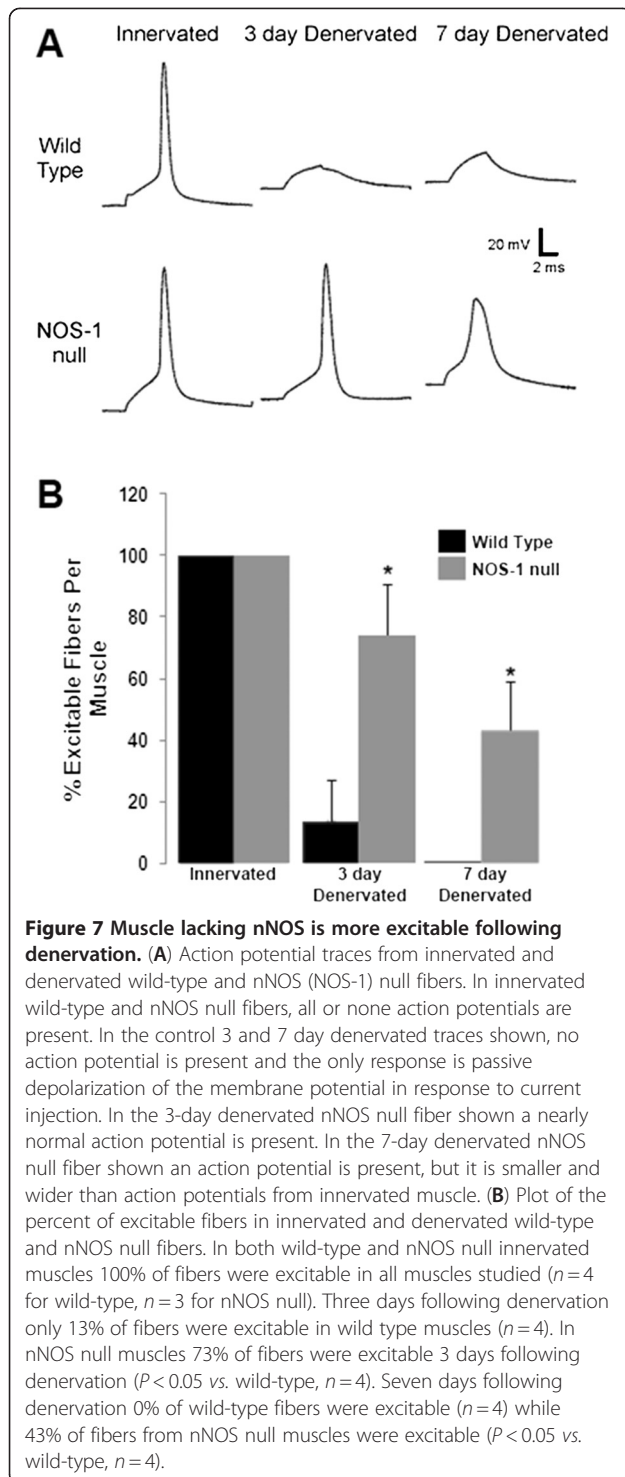 A
Innervated 3 day Denervated 7 day Denervated
Wild
Type
20 mV
2 ms
NOS-1
null
B
% Excitable Fibers Per
Muscle
120
100
80
60
40
20
0
Wild Type
NOS-1 null
*
*
Innervated
3 day
Denervated
7 day
Denervated
Figure 7 Muscle lacking nNOS is more excitable following
denervation. (A) Action potential traces from innervated and
denervated wild-type and nNOS (NOS-1) null fibers. In innervated
wild-type and nNOS null fibers, all or none action potentials are
present. In the control 3 and 7 day denervated traces shown, no
action potential is present and the only response is passive
depolarization of the membrane potential in response to current
injection. In the 3-day denervated nNOS null fiber shown a nearly
normal action potential is present. In the 7-day denervated nNOS
null fiber shown an action potential is present, but it is smaller and
wider than action potentials from innervated muscle. (B) Plot of the
percent of excitable fibers in innervated and denervated wild-type
and nNOS null fibers. In both wild-type and nNOS null innervated
muscles 100% of fibers were excitable in all muscles studied (n = 4
for wild-type, n = 3 for nNOS null). Three days following denervation
only 13% of fibers were excitable in wild type muscles (n = 4). In
nNOS null muscles 73% of fibers were excitable 3 days following
denervation (P < 0.05 vs. wild-type, n = 4). Seven days following
denervation 0% of wild-type fibers were excitable (n = 4) while
43% of fibers from nNOS null muscles were excitable (P < 0.05 vs.
wild-type, n = 4).